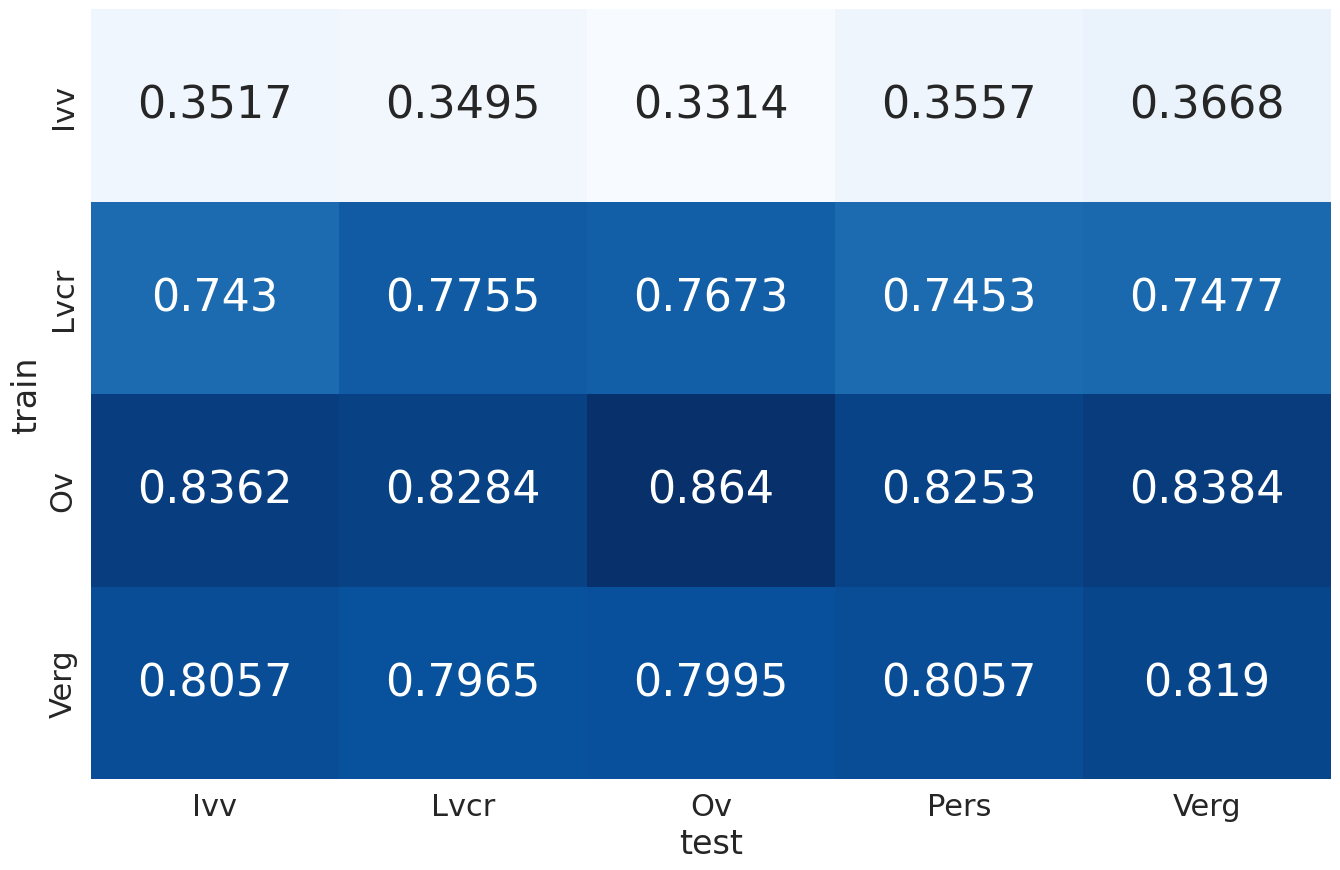 Ivv 0.3517 0.3495 0.3314 0.3557 0.3668
Lvcr 0.743 0.7755 0.7673 0.7453 0.7477
train
Ov 0.8362 0.8284 0.864 0.8253 0.8384
Verg 0.8057 0.7965 0.7995 0.8057 0.819
Ivv Lvcr Ov Pers Verg
test